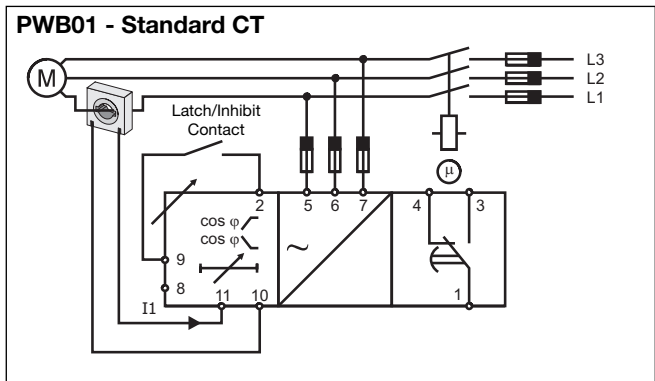 PWB01 - Standard CT
L3
M
L2
L1
Latch/Inhibit
Contact
µ
2
5
6
7
4
3
cos φ
cos φ
~
9
8
I1
11
10
1